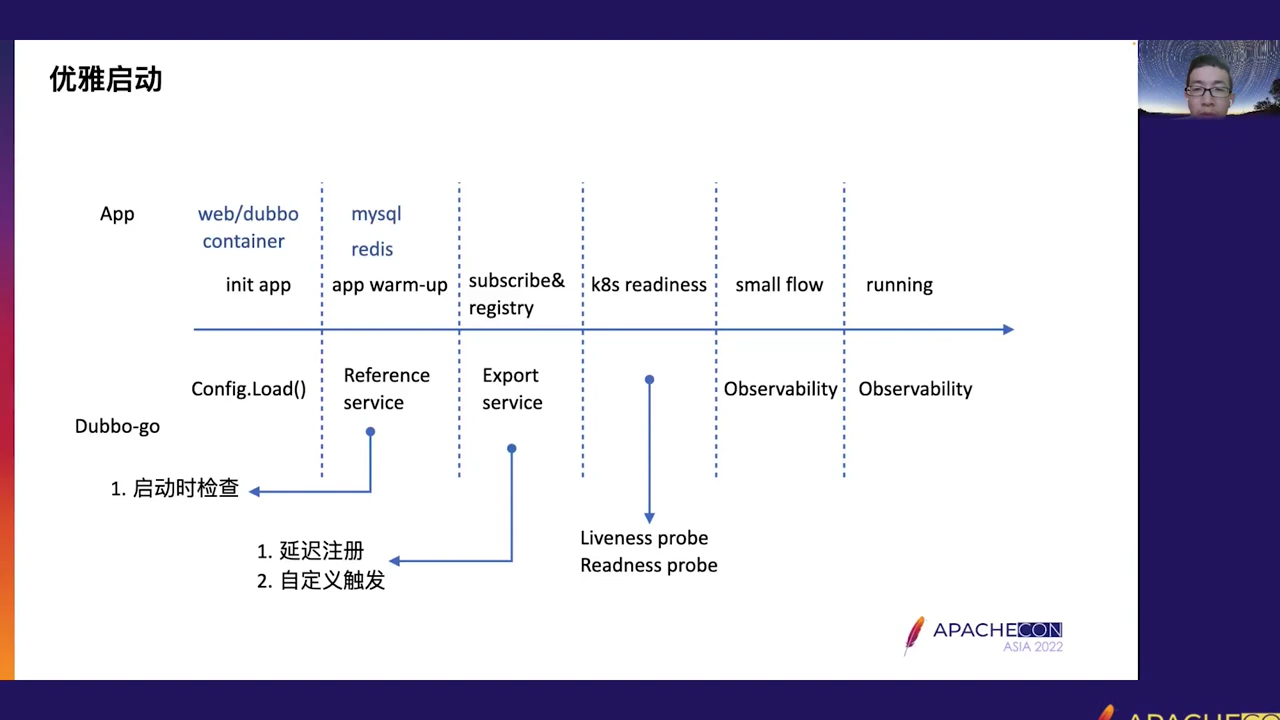 优雅启动
App
web/dubbo
container
mysql
redis
init app
app warm-up
subscribe&
registry
k8s readiness
small flow
running
Config.Load()
Reference
service
Export
service
Observability
Observability
Dubbo-go
1. 启动时检查
1. 延迟注册
2. 自定义触发
Liveness probe
Readness probe
APACHECON
ASIA 2022